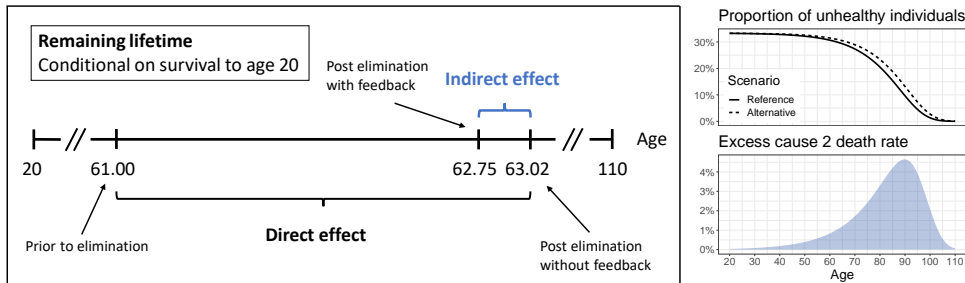 Remaining lifetime
Conditional on survival to age 20
Post elimination
with feedback
Indirect effect
Age
20
61.00
62.75
63.02
110
Prior to elimination
Direct effect
Post elimination
without feedback
Proportion of unhealthy individuals
30%
20%
10%
0%
Scenario
Reference
Alternative
Excess cause 2 death rate
4%
3%
2%
1%
0%
20 30 40 50 60 70 80 90 100 110
Age